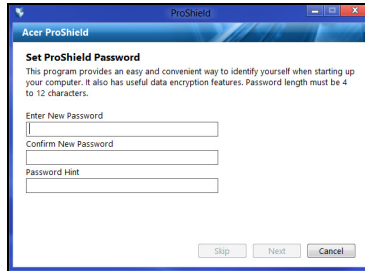 ProShield
Acer ProShield
Set ProShield Password
This program provides an easy and convenient way to identify yourself when starting up
your computer. It also has useful data encryption features. Password length must be 4
to 12 characters.
Enter New Password
Confirm New Password
Password Hint
Skip
Next
Cancel